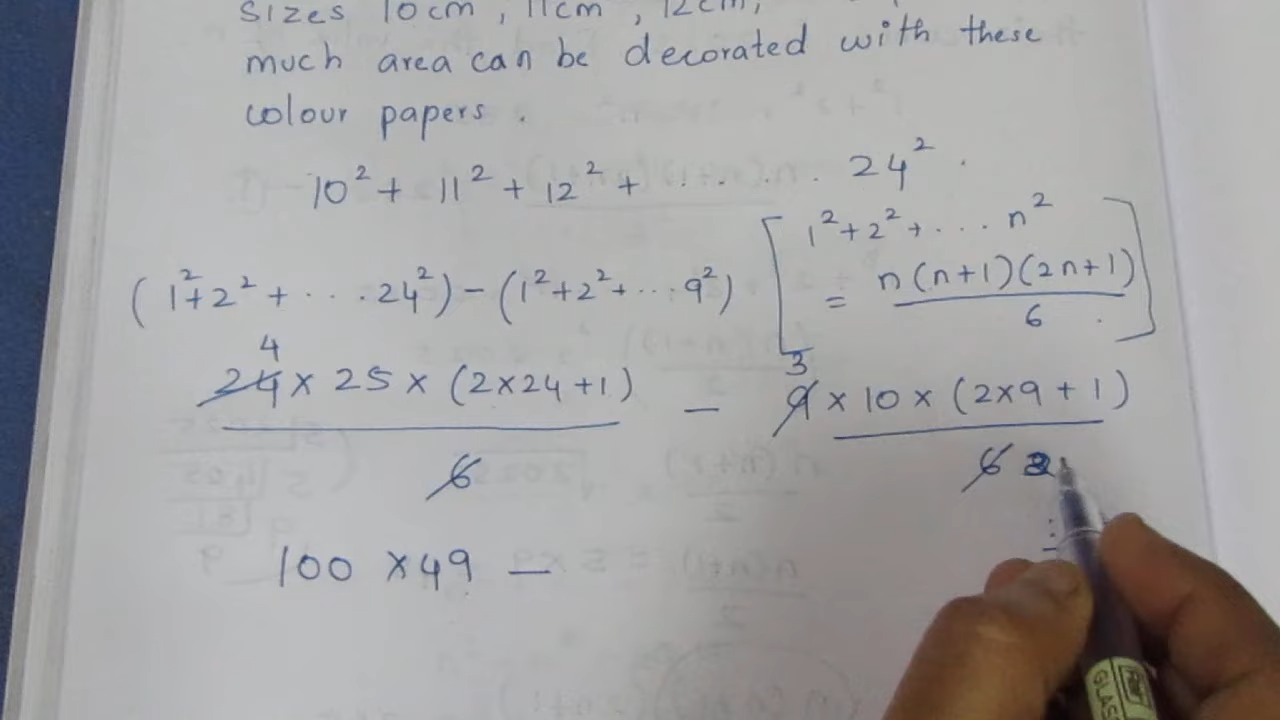 sizes 10cm, 11cm, 12cm,
much area can be decorated with these
colour papers.
10² + 11² + 12² + . . . . . 24².
[1² + 2² + . . . n²
= n(n+1)(2n+1) / 6 .]
(1² + 2² + . . . 24²) - (1² + 2² + . . . 9²)
4 3
24 × 25 × (2×24 + 1) / 6 - 9 × 10 × (2×9 + 1) / 6 2
100 × 49 -
GLAS